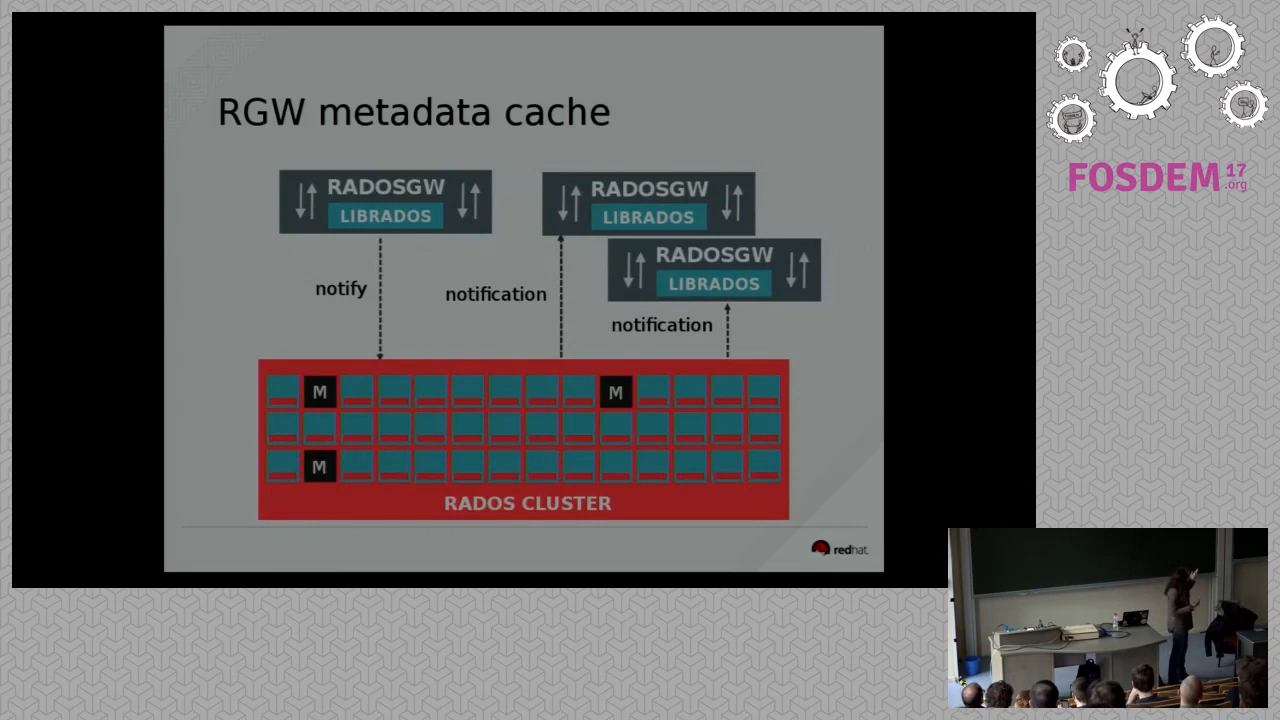 RGW metadata cache
RADOSGW
LIBRADOS
RADOSGW
LIBRADOS
RADOSGW
LIBRADOS
notify
notification
notification
M
M
M
RADOS CLUSTER
redhat.
FOSDEM 17
.org